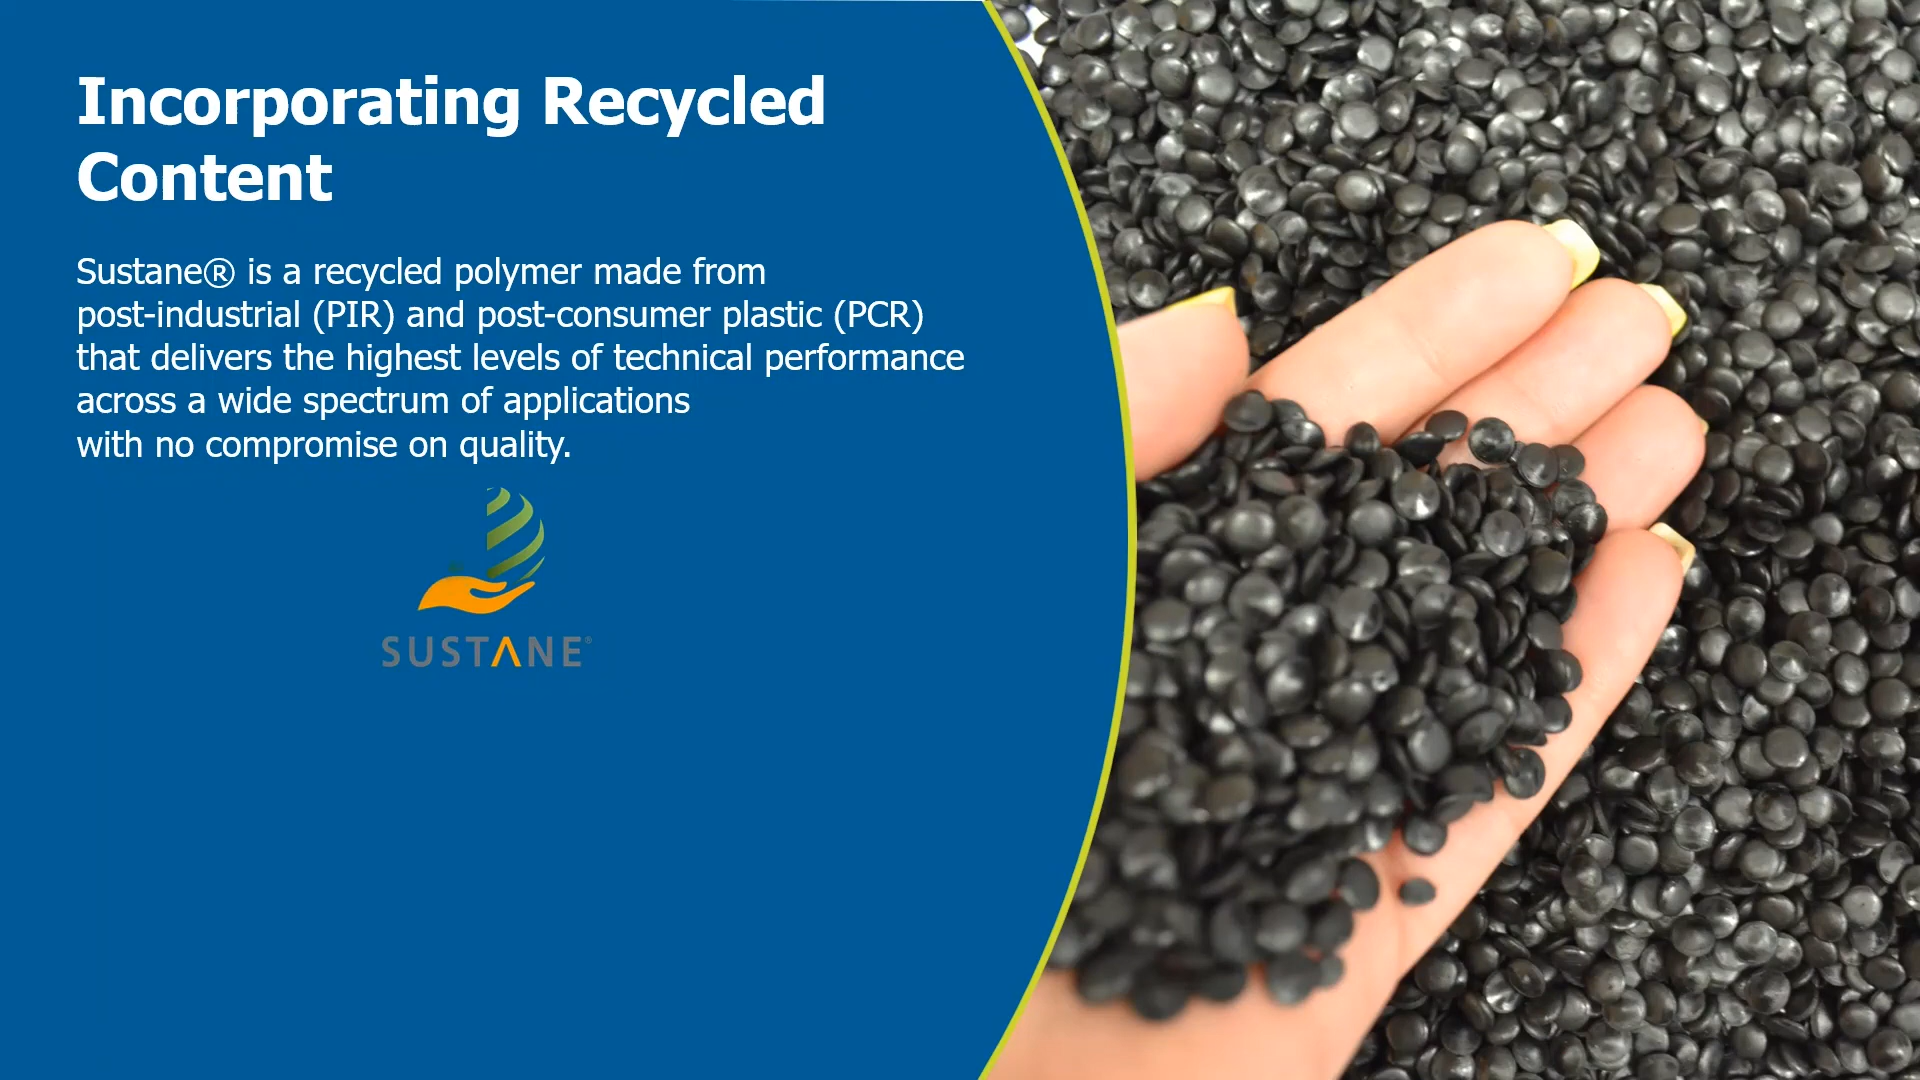 Incorporating Recycled
Content
Sustane® is a recycled polymer made from
post-industrial (PIR) and post-consumer plastic (PCR)
that delivers the highest levels of technical performance
across a wide spectrum of applications
with no compromise on quality.
SUSTANE®